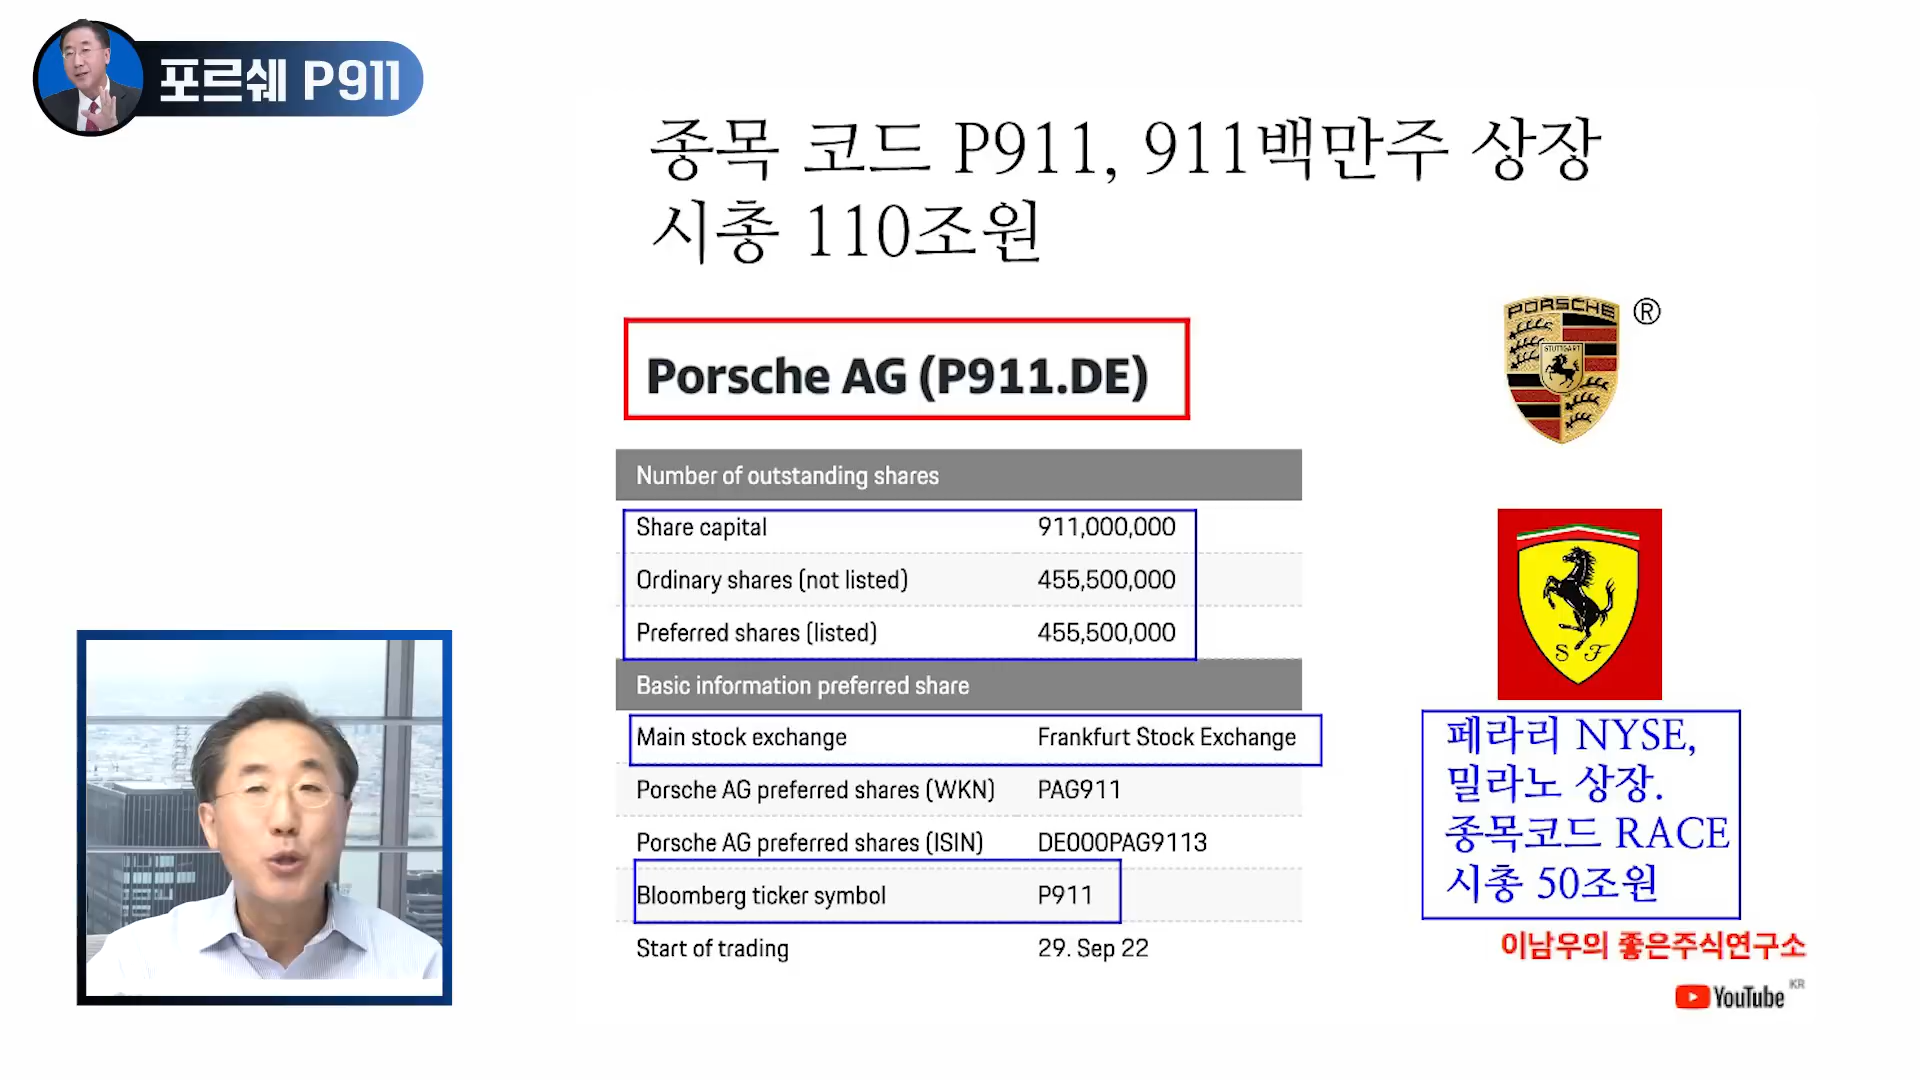 포르쉐 P911
종목 코드 P911, 911백만주 상장
시총 110조원
Porsche AG (P911.DE)
PORSCHE
STUTTGART
®
Number of outstanding shares
Share capital 911,000,000
Ordinary shares (not listed) 455,500,000
Preferred shares (listed) 455,500,000
Basic information preferred share
Main stock exchange Frankfurt Stock Exchange
Porsche AG preferred shares (WKN) PAG911
Porsche AG preferred shares (ISIN) DE000PAG9113
Bloomberg ticker symbol P911
Start of trading 29. Sep 22
S F
페라리 NYSE,
밀라노 상장.
종목코드 RACE
시총 50조원
이남우의 좋은주식연구소
YouTube KR